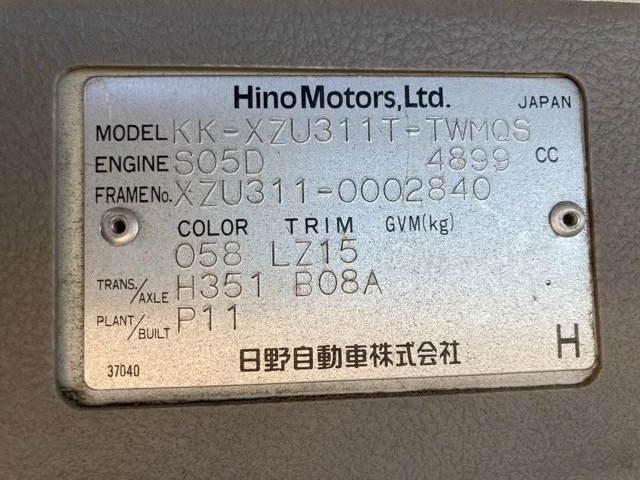 Hino Motors, Ltd. JAPAN
MODEL KK-XZU311T-TWMQS
ENGINE S05D 4899 CC
FRAME No. XZU311-0002840
COLOR TRIM GVM(kg)
058 LZ15
TRANS./AXLE H351 B08A
PLANT/BUILT P11
37040 日野自動車株式会社 H